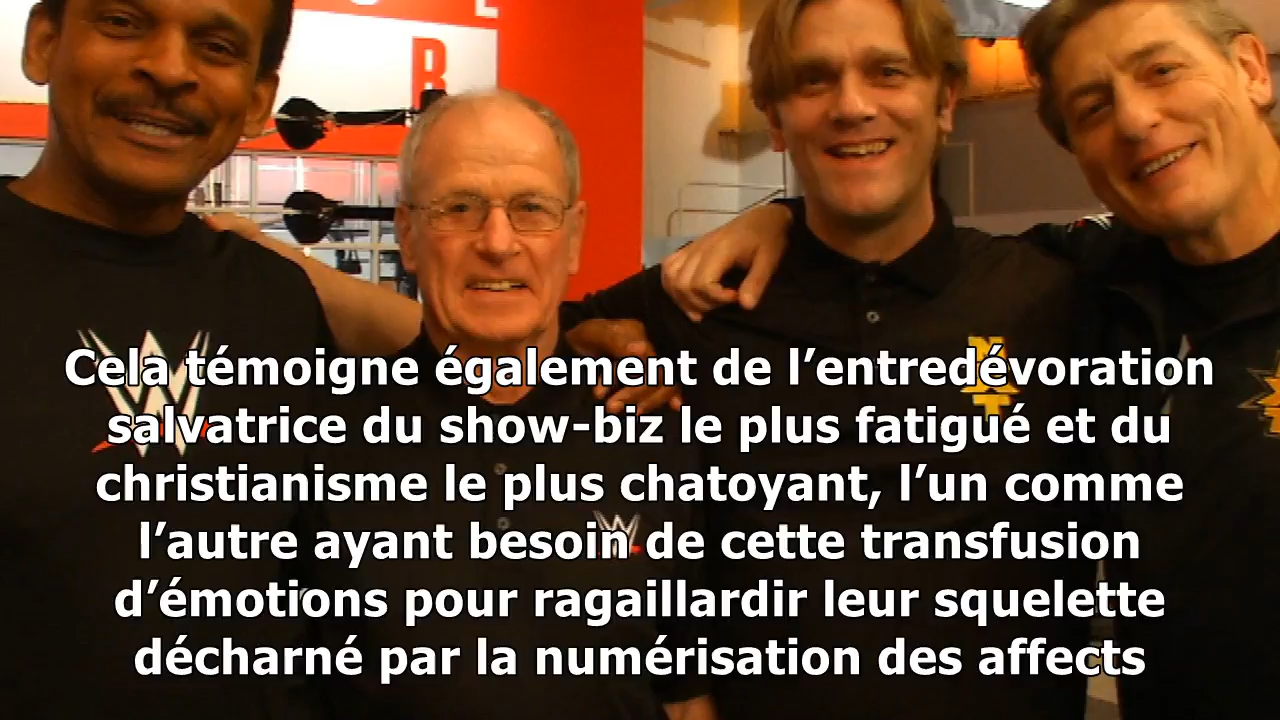 L
R
W
N
X
T
W
Cela témoigne également de l’entredévoration
salvatrice du show-biz le plus fatigué et du
christianisme le plus chatoyant, l’un comme
l’autre ayant besoin de cette transfusion
d’émotions pour ragaillardir leur squelette
décharné par la numérisation des affects